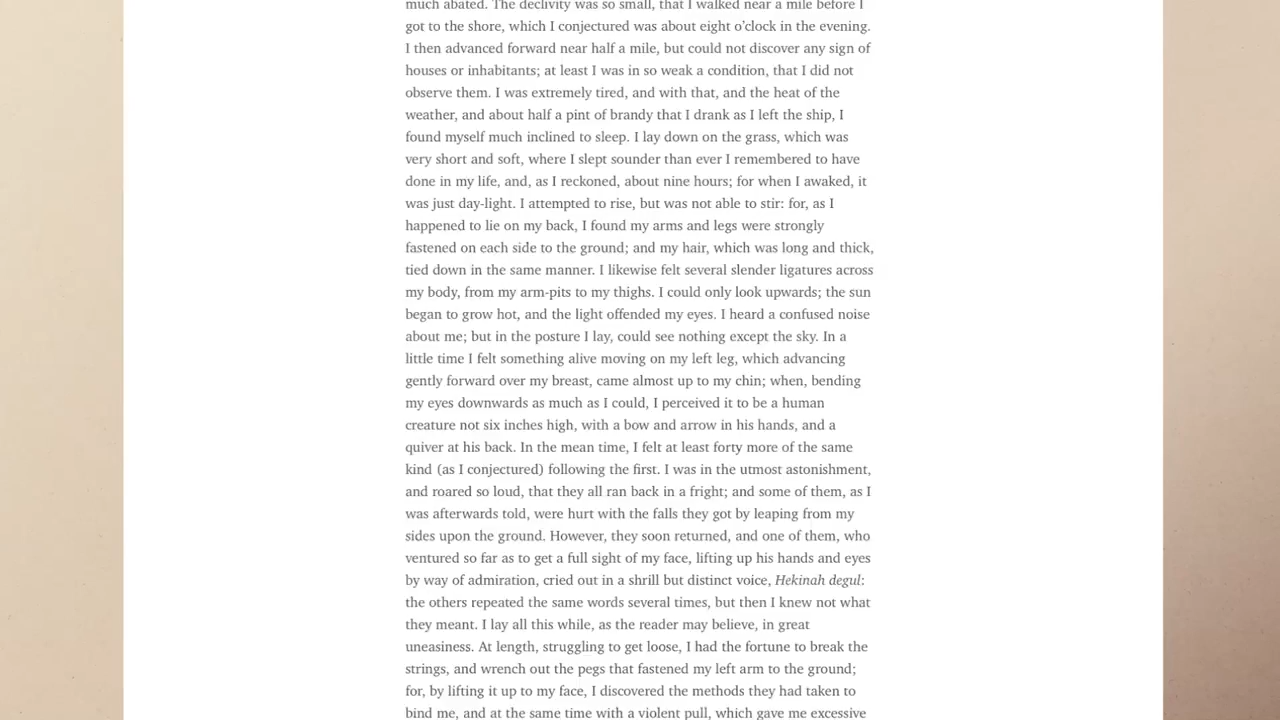 much abated. The declivity was so small, that I walked near a mile before I
got to the shore, which I conjectured was about eight o’clock in the evening.
I then advanced forward near half a mile, but could not discover any sign of
houses or inhabitants; at least I was in so weak a condition, that I did not
observe them. I was extremely tired, and with that, and the heat of the
weather, and about half a pint of brandy that I drank as I left the ship, I
found myself much inclined to sleep. I lay down on the grass, which was
very short and soft, where I slept sounder than ever I remembered to have
done in my life, and, as I reckoned, about nine hours; for when I awaked, it
was just day-light. I attempted to rise, but was not able to stir: for, as I
happened to lie on my back, I found my arms and legs were strongly
fastened on each side to the ground; and my hair, which was long and thick,
tied down in the same manner. I likewise felt several slender ligatures across
my body, from my arm-pits to my thighs. I could only look upwards; the sun
began to grow hot, and the light offended my eyes. I heard a confused noise
about me; but in the posture I lay, could see nothing except the sky. In a
little time I felt something alive moving on my left leg, which advancing
gently forward over my breast, came almost up to my chin; when, bending
my eyes downwards as much as I could, I perceived it to be a human
creature not six inches high, with a bow and arrow in his hands, and a
quiver at his back. In the mean time, I felt at least forty more of the same
kind (as I conjectured) following the first. I was in the utmost astonishment,
and roared so loud, that they all ran back in a fright; and some of them, as I
was afterwards told, were hurt with the falls they got by leaping from my
sides upon the ground. However, they soon returned, and one of them, who
ventured so far as to get a full sight of my face, lifting up his hands and eyes
by way of admiration, cried out in a shrill but distinct voice, Hekinah degul:
the others repeated the same words several times, but then I knew not what
they meant. I lay all this while, as the reader may believe, in great
uneasiness. At length, struggling to get loose, I had the fortune to break the
strings, and wrench out the pegs that fastened my left arm to the ground;
for, by lifting it up to my face, I discovered the methods they had taken to
bind me, and at the same time with a violent pull, which gave me excessive